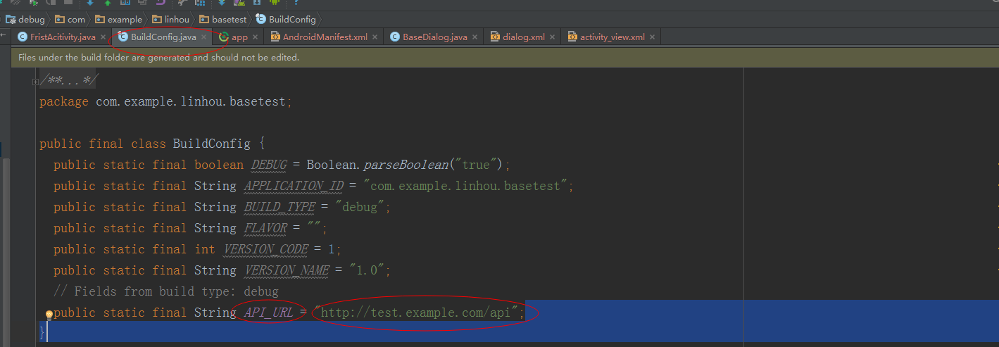 debug com example linhou basetest BuildConfig
FristAcitivity.java BuildConfig.java app AndroidManifest.xml BaseDialog.java dialog.xml activity_view.xml
Files under the build folder are generated and should not be edited.
/**...*/
package com.example.linhou.basetest;
public final class BuildConfig {
public static final boolean DEBUG = Boolean.parseBoolean("true");
public static final String APPLICATION_ID = "com.example.linhou.basetest";
public static final String BUILD_TYPE = "debug";
public static final String FLAVOR = "";
public static final int VERSION_CODE = 1;
public static final String VERSION_NAME = "1.0";
// Fields from build type: debug
public static final String API_URL = "http://test.example.com/api";
}